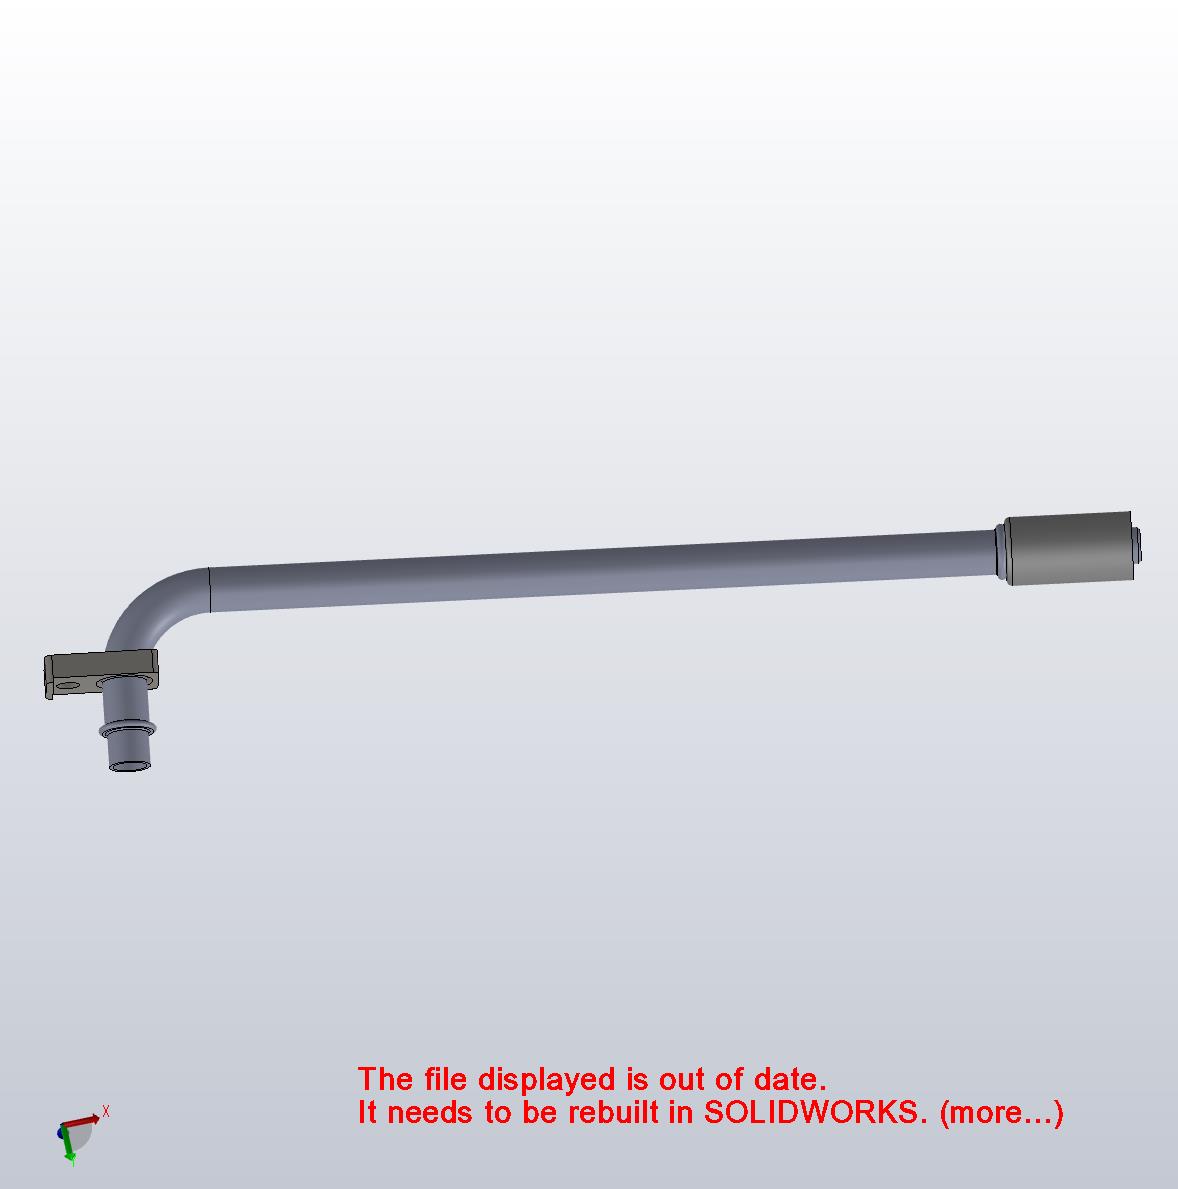 The file displayed is out of date.
It needs to be rebuilt in SOLIDWORKS. (more...)
X
Y